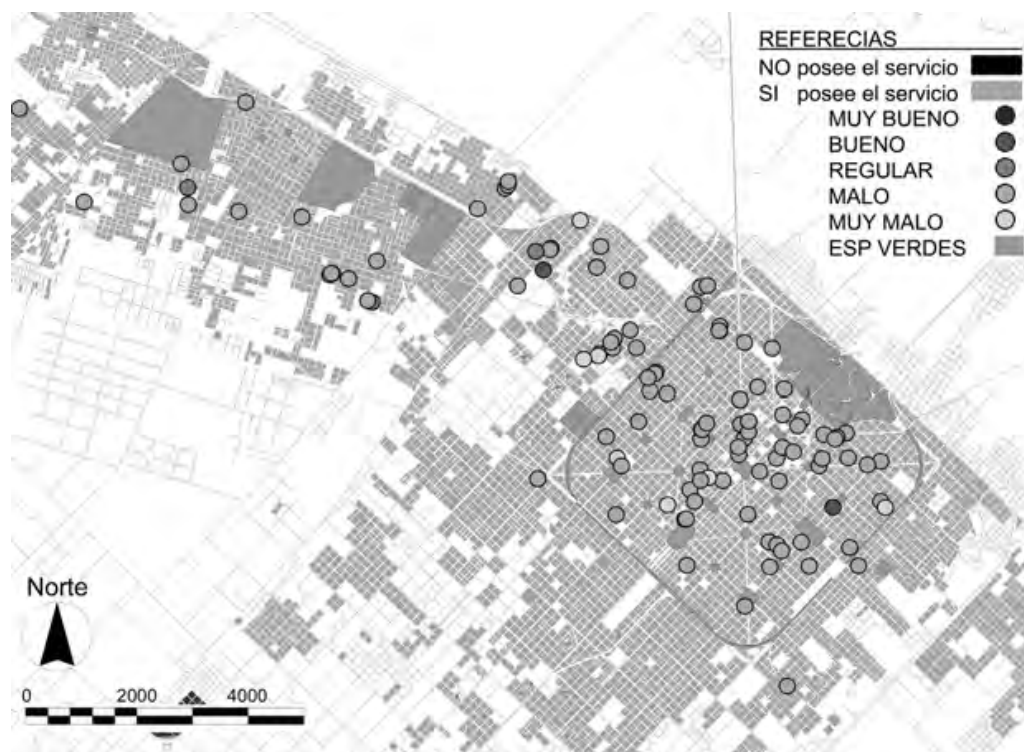 REFERECIAS
NO posee el servicio
SI posee el servicio
MUY BUENO
BUENO
REGULAR
MALO
MUY MALO
ESP VERDES
Norte
0 2000 4000